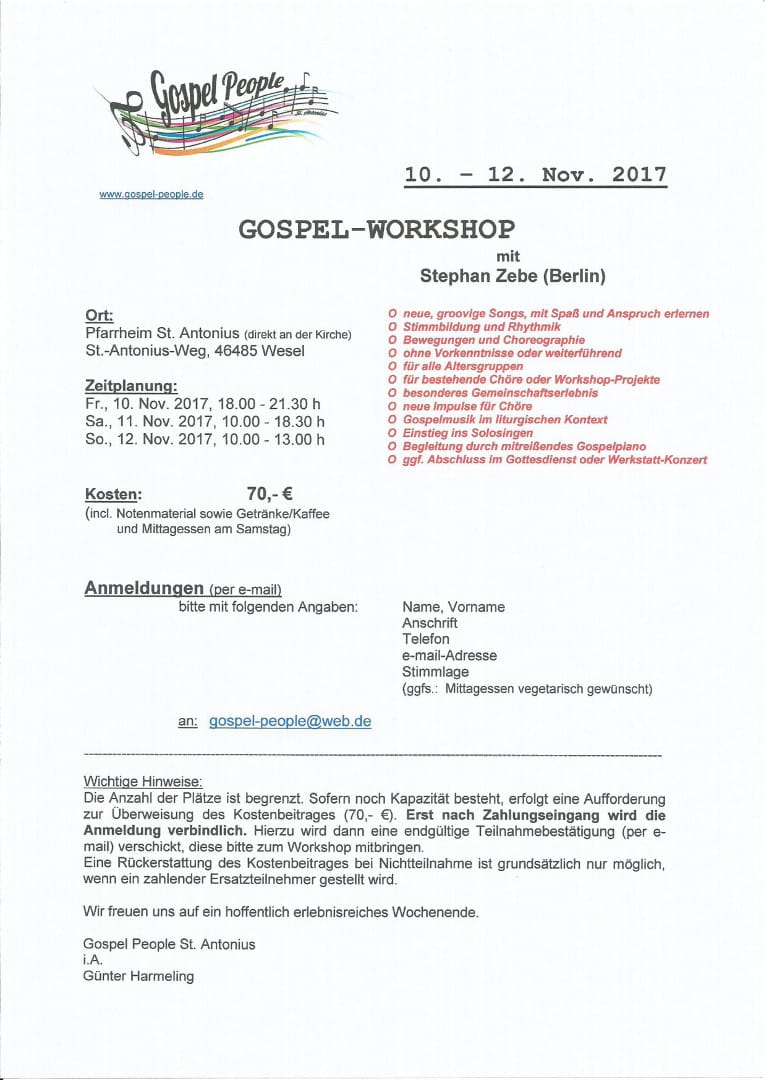 Gospel People
St. Antonius
www.gospel-people.de
10. – 12. Nov. 2017
GOSPEL-WORKSHOP
mit
Stephan Zebe (Berlin)
Ort:
Pfarrheim St. Antonius (direkt an der Kirche)
St.-Antonius-Weg, 46485 Wesel
Zeitplanung:
Fr., 10. Nov. 2017, 18.00 - 21.30 h
Sa., 11. Nov. 2017, 10.00 - 18.30 h
So., 12. Nov. 2017, 10.00 - 13.00 h
O neue, groovige Songs, mit Spaß und Anspruch erlernen
O Stimmbildung und Rhythmik
O Bewegungen und Choreographie
O ohne Vorkenntnisse oder weiterführend
O für alle Altersgruppen
O für bestehende Chöre oder Workshop-Projekte
O besonderes Gemeinschaftserlebnis
O neue Impulse für Chöre
O Gospelmusik im liturgischen Kontext
O Einstieg ins Solosingen
O Begleitung durch mitreißendes Gospelpiano
O ggf. Abschluss im Gottesdienst oder Werkstatt-Konzert
Kosten: 70,- €
(incl. Notenmaterial sowie Getränke/Kaffee
und Mittagessen am Samstag)
Anmeldungen (per e-mail)
bitte mit folgenden Angaben:
Name, Vorname
Anschrift
Telefon
e-mail-Adresse
Stimmlage
(ggfs.: Mittagessen vegetarisch gewünscht)
an: gospel-people@web.de
Wichtige Hinweise:
Die Anzahl der Plätze ist begrenzt. Sofern noch Kapazität besteht, erfolgt eine Aufforderung
zur Überweisung des Kostenbeitrages (70,- €). Erst nach Zahlungseingang wird die
Anmeldung verbindlich. Hierzu wird dann eine endgültige Teilnahmebestätigung (per e-
mail) verschickt, diese bitte zum Workshop mitbringen.
Eine Rückerstattung des Kostenbeitrages bei Nichtteilnahme ist grundsätzlich nur möglich,
wenn ein zahlender Ersatzteilnehmer gestellt wird.
Wir freuen uns auf ein hoffentlich erlebnisreiches Wochenende.
Gospel People St. Antonius
i.A.
Günter Harmeling